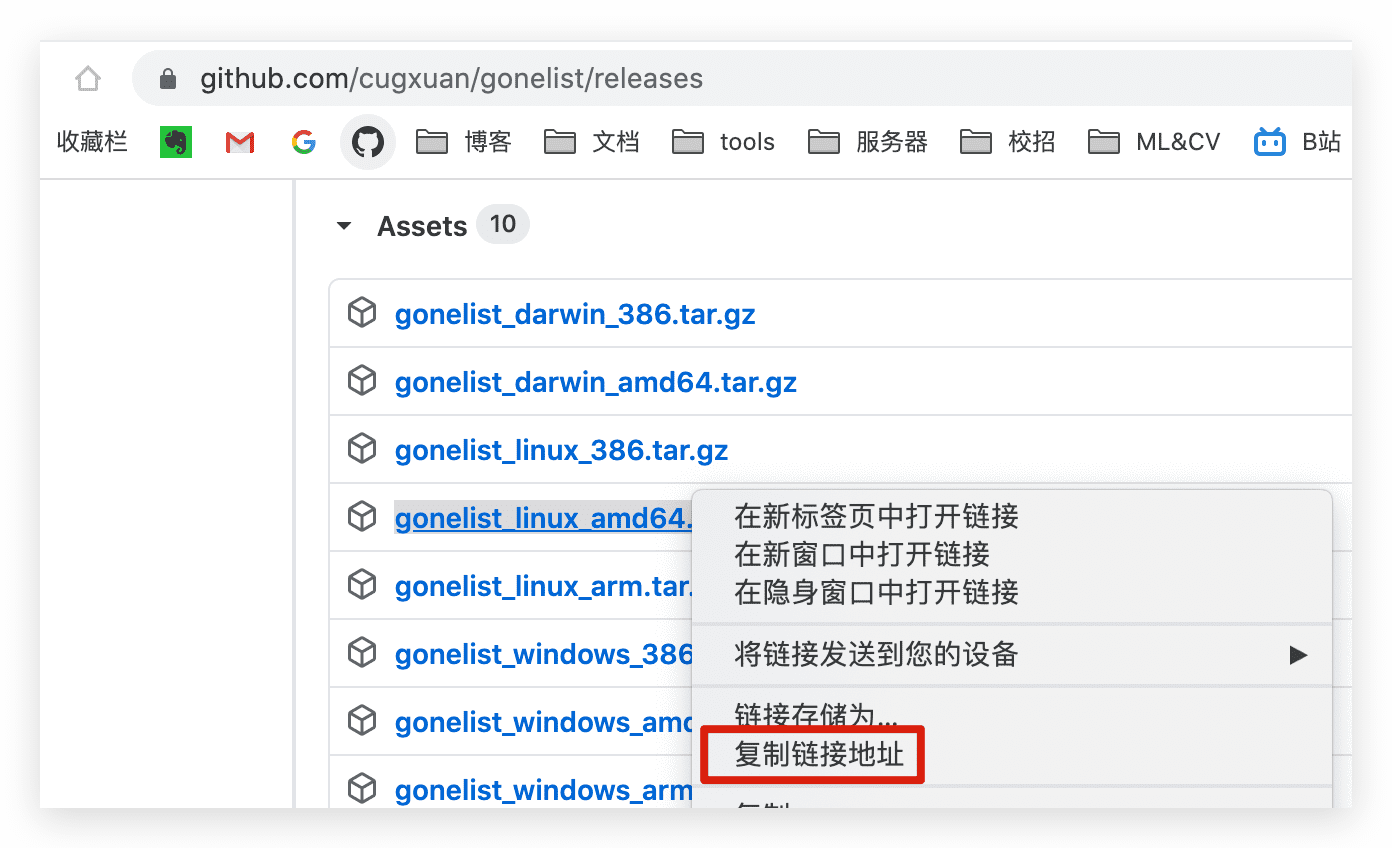 github.com/cugxuan/gonelist/releases
收藏栏 博客 文档 tools 服务器 校招 ML&CV B站
Assets 10
gonelist_darwin_386.tar.gz
gonelist_darwin_amd64.tar.gz
gonelist_linux_386.tar.gz
gonelist_linux_amd64.
gonelist_linux_arm.tar.
gonelist_windows_386
gonelist_windows_amd
gonelist_windows_arm
在新标签页中打开链接
在新窗口中打开链接
在隐身窗口中打开链接
将链接发送到您的设备
链接存储为...
复制链接地址